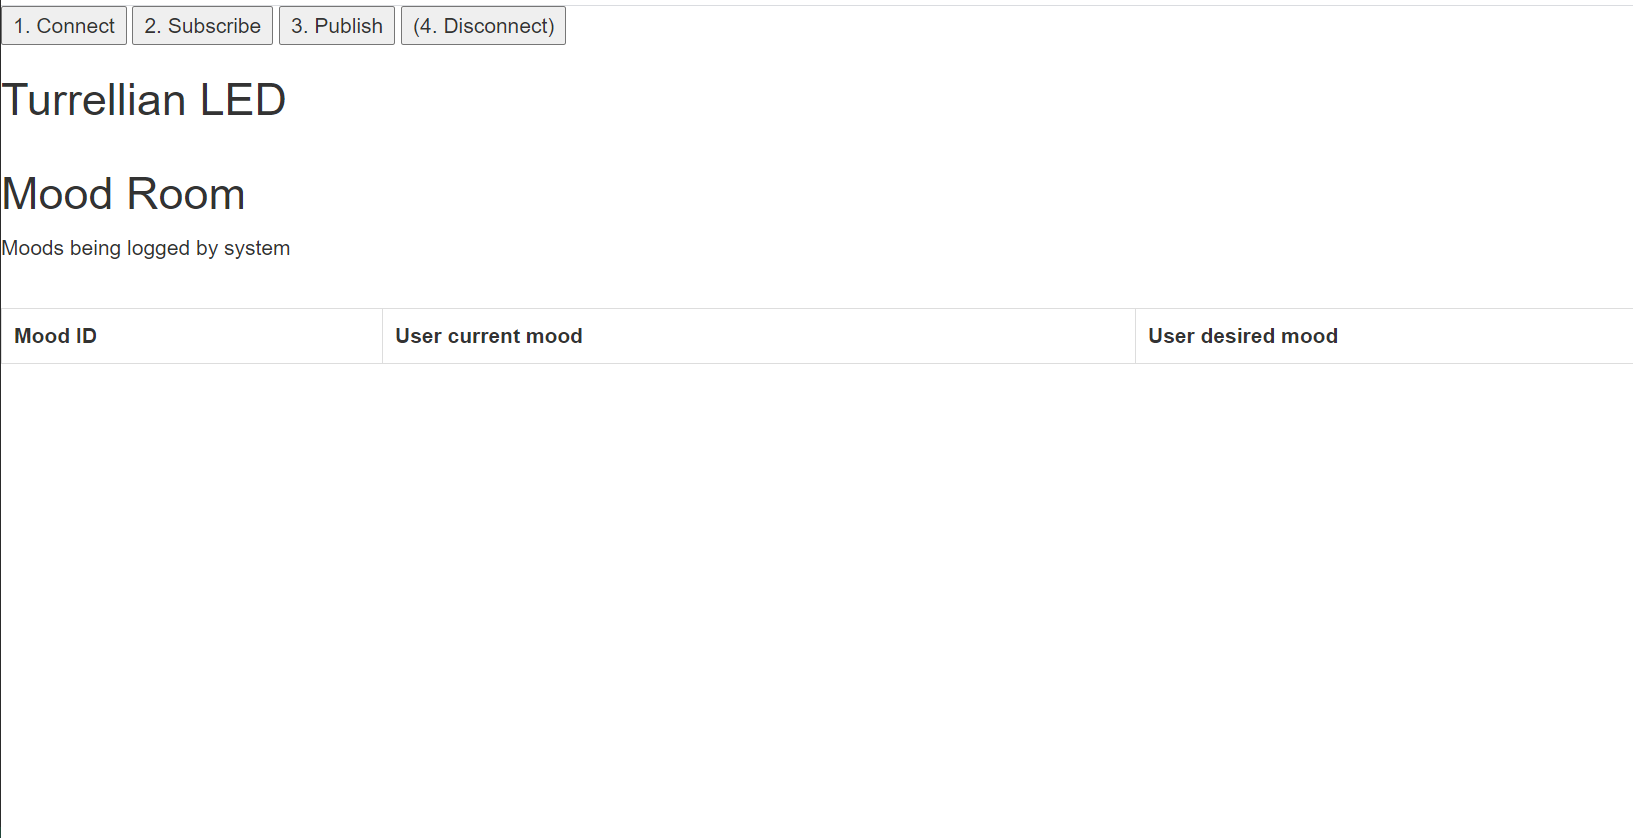 1. Connect 2. Subscribe 3. Publish (4. Disconnect)
Turrellian LED
Mood Room
Moods being logged by system
Mood ID User current mood User desired mood